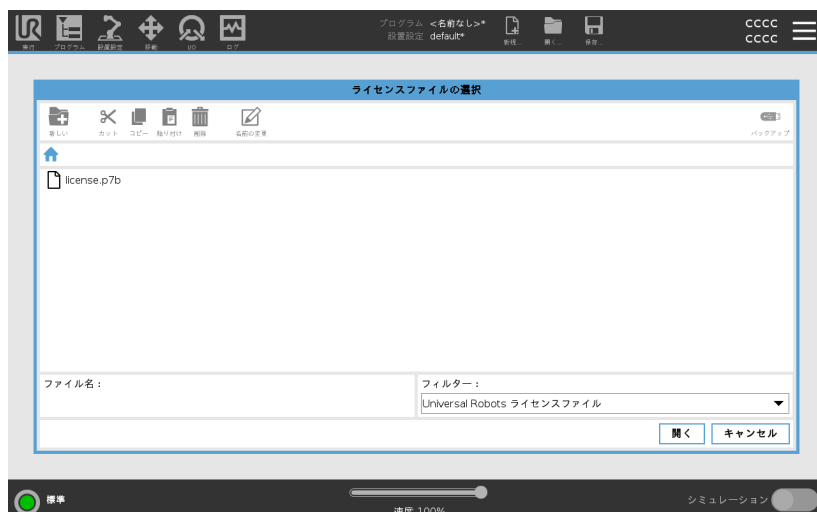 プログラム <名前なし>*
設置設定 default*
実行 プログラム 設置設定 移動 I/O ログ
新規... 開く... 保存...
CCCC
CCCC
ライセンスファイルの選択
新しい カット コピー 貼り付け 削除 名前の変更 バックアップ
license.p7b
ファイル名：
フィルター：
Universal Robots ライセンスファイル
開く キャンセル
標準
速度 100%
シミュレーション